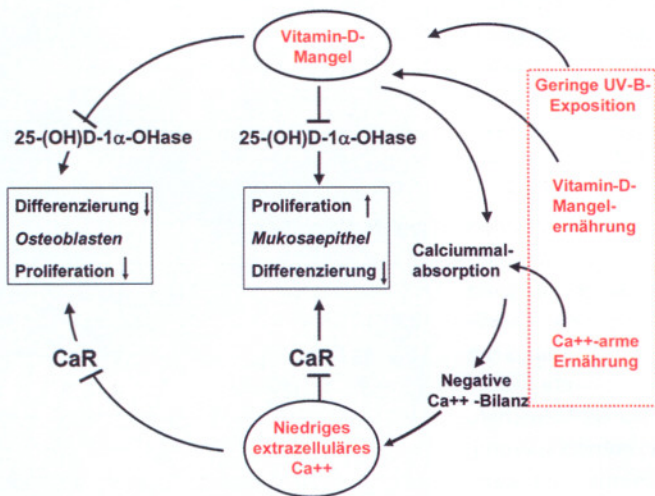 Vitamin-D-
Mangel
Geringe UV-B-
Exposition
25-(OH)D-1α-OHase
25-(OH)D-1α-OHase
Vitamin-D-
Mangel-
ernährung
Differenzierung ↓
Osteoblasten
Proliferation ↓
Proliferation ↑
Mukosaepithel
Differenzierung ↓
Calciummal-
absorption
Ca++-arme
Ernährung
CaR
CaR
Negative
Ca++ -Bilanz
Niedriges
extrazelluläres
Ca++